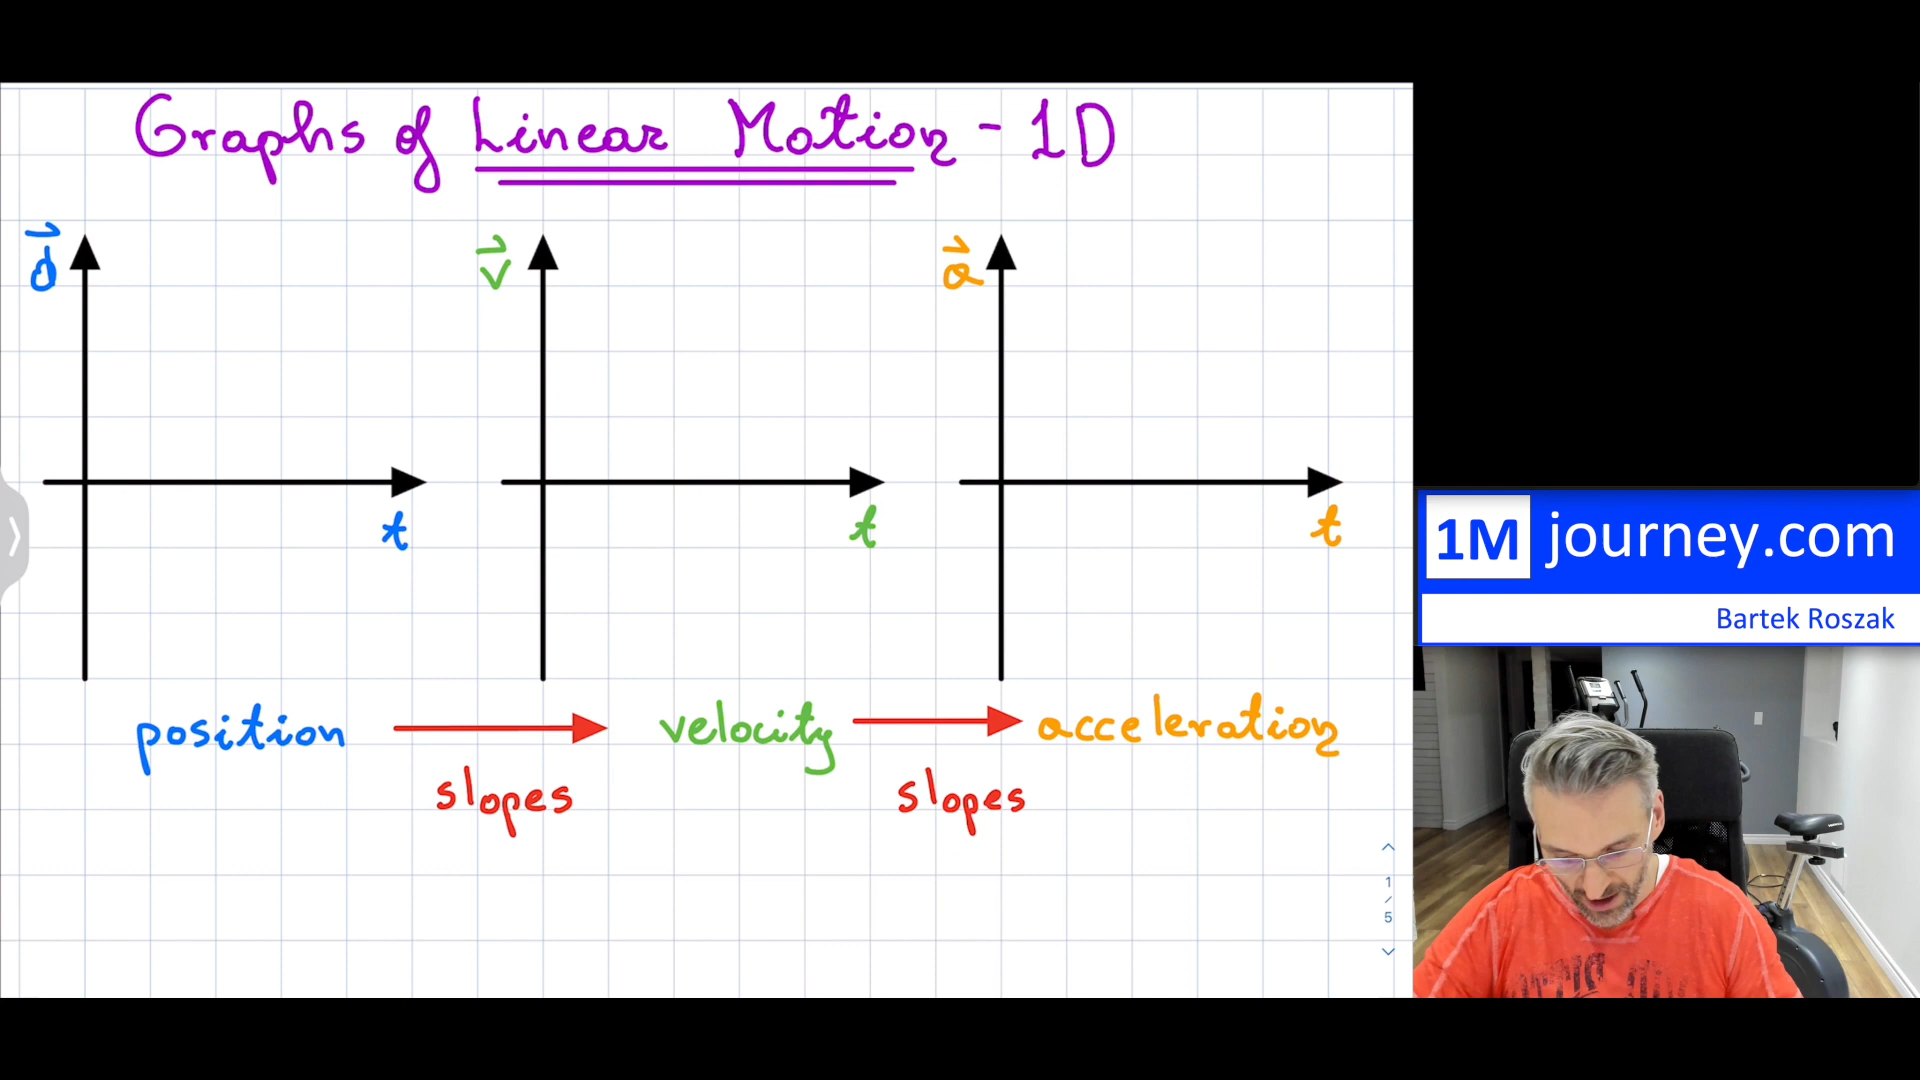 Graphs of Linear Motion - 1D
d
t
v
t
a
t
position
slopes
velocity
slopes
acceleration
1
/
5
1M journey.com
Bartek Roszak